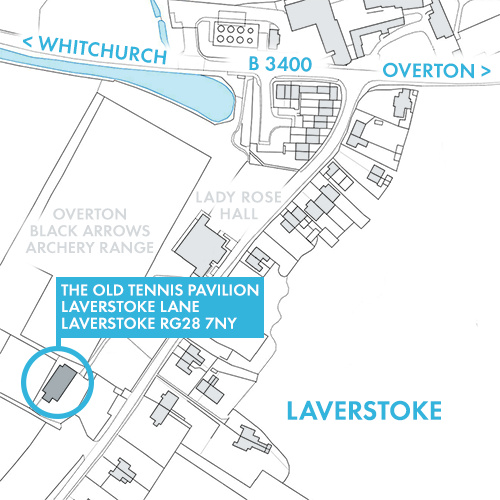 < WHITCHURCH
B 3400
OVERTON >
LADY ROSE
HALL
OVERTON
BLACK ARROWS
ARCHERY RANGE
THE OLD TENNIS PAVILION
LAVERSTOKE LANE
LAVERSTOKE RG28 7NY
LAVERSTOKE